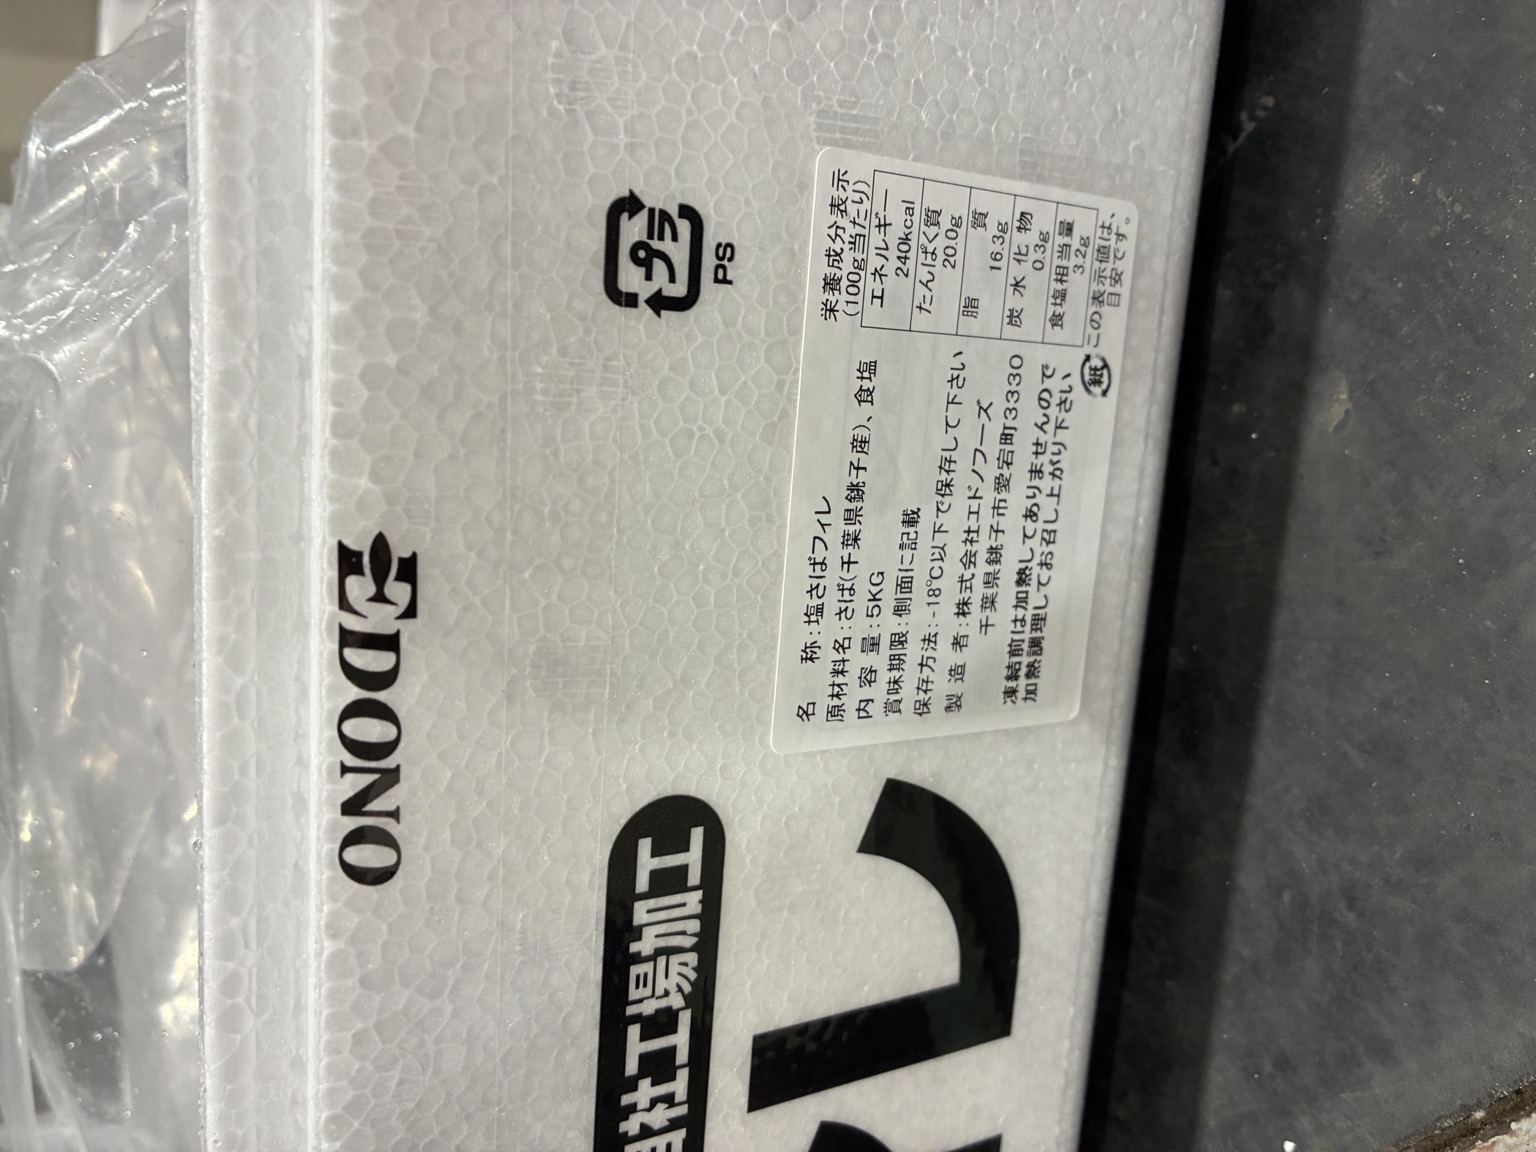 EDONO
自社工場加工
レ
プラ
PS
名 称:塩さばフィレ
原材料名:さば(千葉県銚子産)、食塩
内 容 量:5KG
賞味期限:側面に記載
保存方法:-18℃以下で保存して下さい
製 造 者:株式会社エドノフーズ
千葉県銚子市愛宕町3330
凍結前は加熱してありませんので
加熱調理してお召し上がり下さい
紙
栄養成分表示
(100g当たり)
エネルギー
240kcal
たんぱく質
20.0g
脂 質
16.3g
炭 水 化 物
0.3g
食塩相当量
3.2g
この表示値は、
目安です。